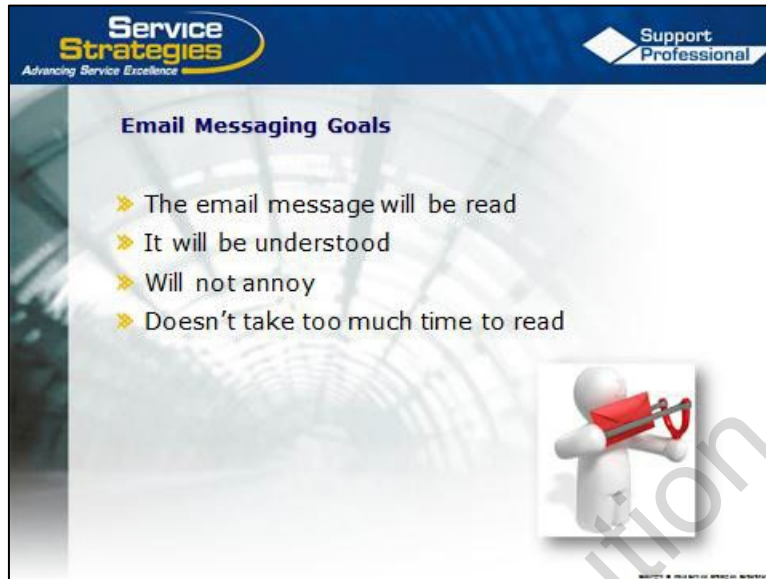 Service
Strategies
Advancing Service Excellence
Support
Professional
Email Messaging Goals
The email message will be read
It will be understood
Will not annoy
Doesn't take too much time to read